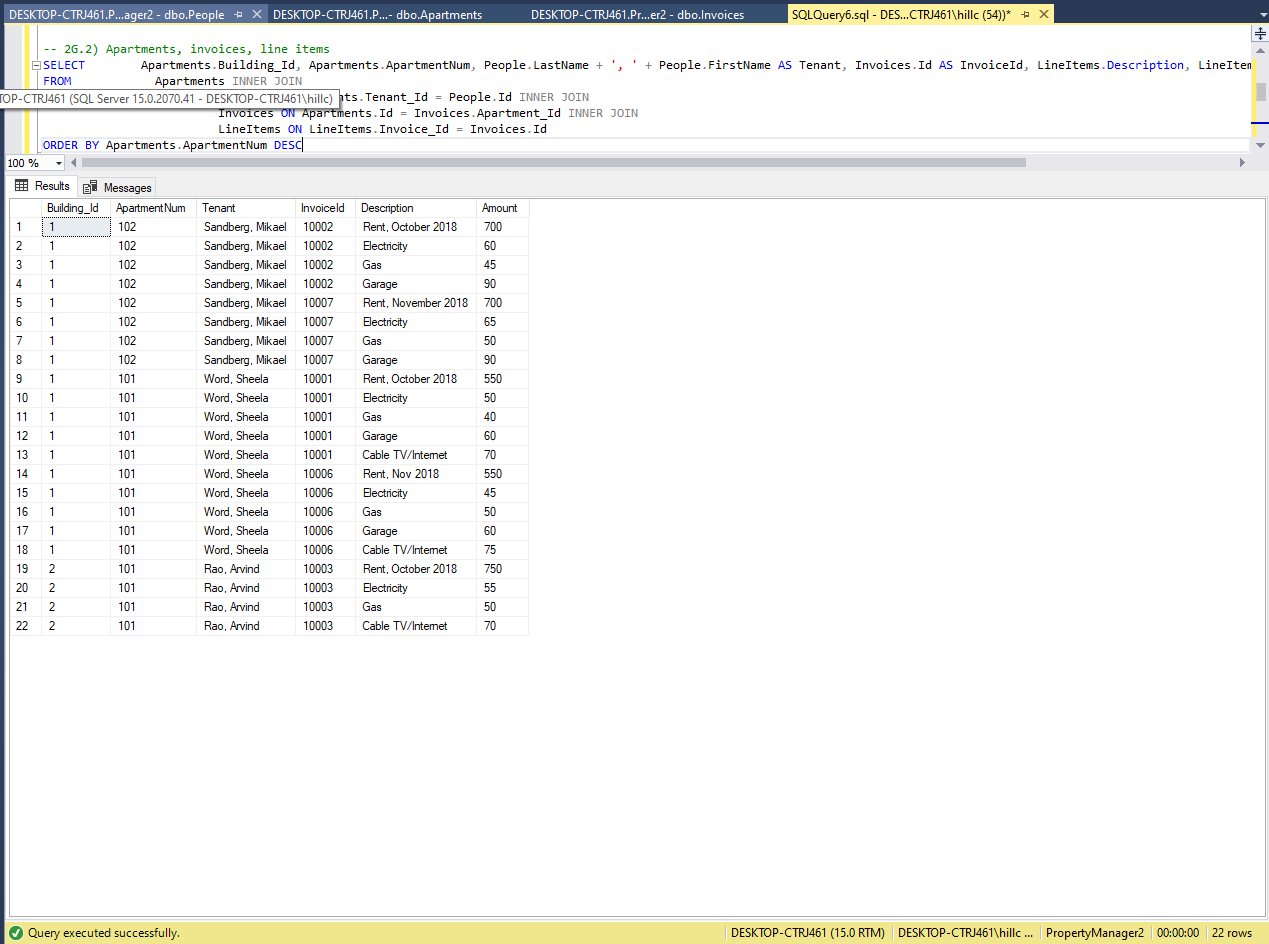 DESKTOP-CTRJ461.P...ager2 - dbo.People DESKTOP-CTRJ461.P...- dbo.Apartments DESKTOP-CTRJ461.Pr...er2 - dbo.Invoices SQLQuery6.sql - DES...CTRJ461\hillc (54))*
-- 2G.2) Apartments, invoices, line items
SELECT Apartments.Building_Id, Apartments.ApartmentNum, People.LastName + ', ' + People.FirstName AS Tenant, Invoices.Id AS InvoiceId, LineItems.Description, LineItem
FROM Apartments INNER JOIN
TOP-CTRJ461 (SQL Server 15.0.2070.41 - DESKTOP-CTRJ461\hillc) ts.Tenant_Id = People.Id INNER JOIN
Invoices ON Apartments.Id = Invoices.Apartment_Id INNER JOIN
LineItems ON LineItems.Invoice_Id = Invoices.Id
ORDER BY Apartments.ApartmentNum DESC
100 %
Results Messages
Building_Id ApartmentNum Tenant InvoiceId Description Amount
1 1 102 Sandberg, Mikael 10002 Rent, October 2018 700
2 1 102 Sandberg, Mikael 10002 Electricity 60
3 1 102 Sandberg, Mikael 10002 Gas 45
4 1 102 Sandberg, Mikael 10002 Garage 90
5 1 102 Sandberg, Mikael 10007 Rent, November 2018 700
6 1 102 Sandberg, Mikael 10007 Electricity 65
7 1 102 Sandberg, Mikael 10007 Gas 50
8 1 102 Sandberg, Mikael 10007 Garage 90
9 1 101 Word, Sheela 10001 Rent, October 2018 550
10 1 101 Word, Sheela 10001 Electricity 50
11 1 101 Word, Sheela 10001 Gas 40
12 1 101 Word, Sheela 10001 Garage 60
13 1 101 Word, Sheela 10001 Cable TV/Internet 70
14 1 101 Word, Sheela 10006 Rent, Nov 2018 550
15 1 101 Word, Sheela 10006 Electricity 45
16 1 101 Word, Sheela 10006 Gas 50
17 1 101 Word, Sheela 10006 Garage 60
18 1 101 Word, Sheela 10006 Cable TV/Internet 75
19 2 101 Rao, Arvind 10003 Rent, October 2018 750
20 2 101 Rao, Arvind 10003 Electricity 55
21 2 101 Rao, Arvind 10003 Gas 50
22 2 101 Rao, Arvind 10003 Cable TV/Internet 70
Query executed successfully. DESKTOP-CTRJ461 (15.0 RTM) DESKTOP-CTRJ461\hillc ... PropertyManager2 00:00:00 22 rows